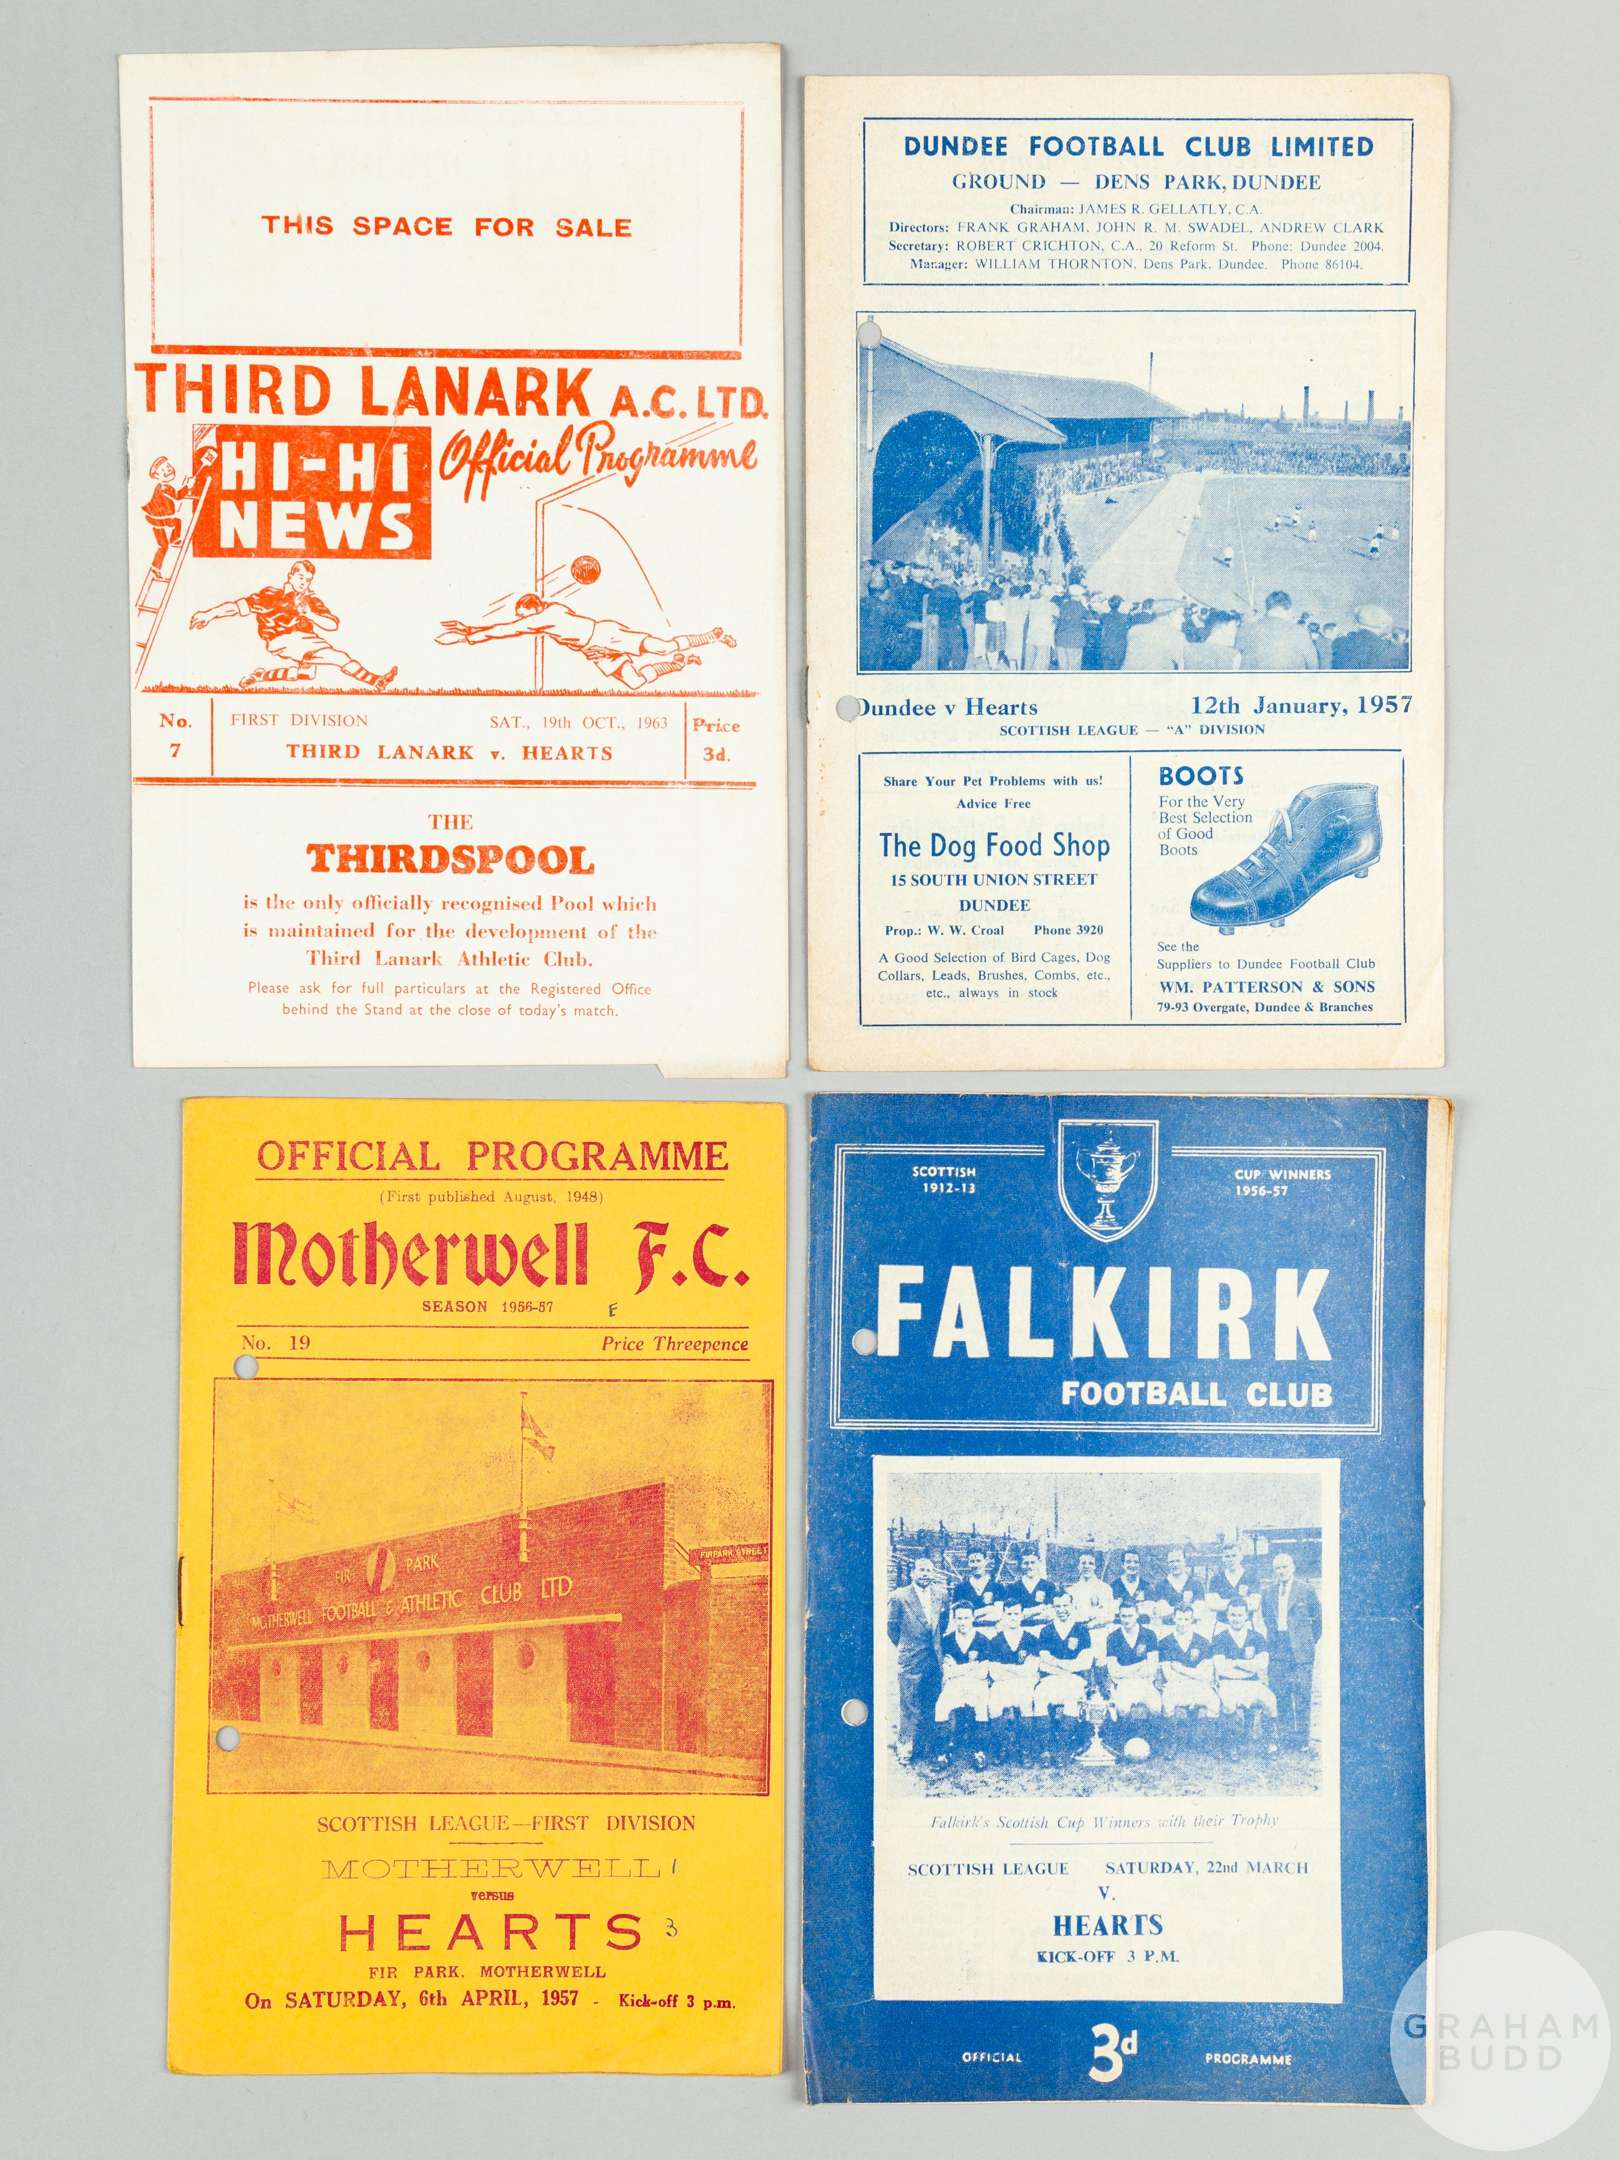 THIS SPACE FOR SALE
THIRD LANARK A.C. LTD.
HI-HI
NEWS
Official Programme
No.
7
FIRST DIVISION SAT., 19th OCT., 1963
THIRD LANARK v. HEARTS
Price
3d.
THE
THIRDSPOOL
is the only officially recognised Pool which
is maintained for the development of the
Third Lanark Athletic Club.
Please ask for full particulars at the Registered Office
behind the Stand at the close of today's match.
DUNDEE FOOTBALL CLUB LIMITED
GROUND — DENS PARK, DUNDEE
Chairman: JAMES R. GELLATLY, C.A.
Directors: FRANK GRAHAM, JOHN R. M. SWADEL, ANDREW CLARK
Secretary: ROBERT CRICHTON, C.A., 20 Reform St. Phone: Dundee 2004.
Manager: WILLIAM THORNTON, Dens Park, Dundee. Phone 86104.
Dundee v Hearts 12th January, 1957
SCOTTISH LEAGUE — "A" DIVISION
Share Your Pet Problems with us!
Advice Free
The Dog Food Shop
15 SOUTH UNION STREET
DUNDEE
Prop.: W. W. Croal Phone 3920
A Good Selection of Bird Cages, Dog
Collars, Leads, Brushes, Combs, etc.,
etc., always in stock
BOOTS
For the Very
Best Selection
of Good
Boots
See the
Suppliers to Dundee Football Club
WM. PATTERSON & SONS
79-93 Overgate, Dundee & Branches
OFFICIAL PROGRAMME
(First published August, 1948)
Motherwell F.C.
SEASON 1956-57 E
No. 19 Price Threepence
FIR PARK
MOTHERWELL FOOTBALL & ATHLETIC CLUB LTD
FIRPARK STREET
SCOTTISH LEAGUE—FIRST DIVISION
MOTHERWELL 1
versus
HEARTS 3
FIR PARK. MOTHERWELL
On SATURDAY, 6th APRIL, 1957 - Kick-off 3 p.m.
SCOTTISH
1912-13
CUP WINNERS
1956-57
FALKIRK
FOOTBALL CLUB
Falkirk's Scottish Cup Winners with their Trophy
SCOTTISH LEAGUE SATURDAY, 22nd MARCH
V.
HEARTS
KICK-OFF 3 P.M.
OFFICIAL 3d PROGRAMME
GRAHAM
BUDD